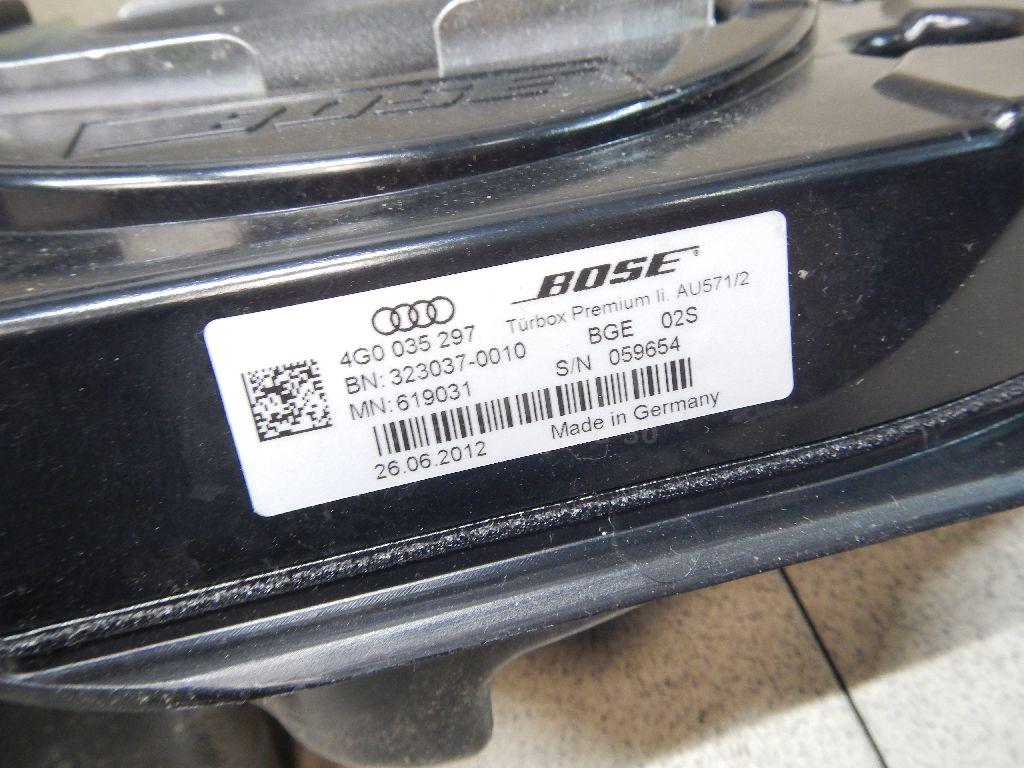 BOSE
BOSE®
Türbox Premium li. AU571/2
4G0 035 297
BGE 02S
BN: 323037-0010
S/N 059654
MN: 619031
26.06.2012
Made in Germany